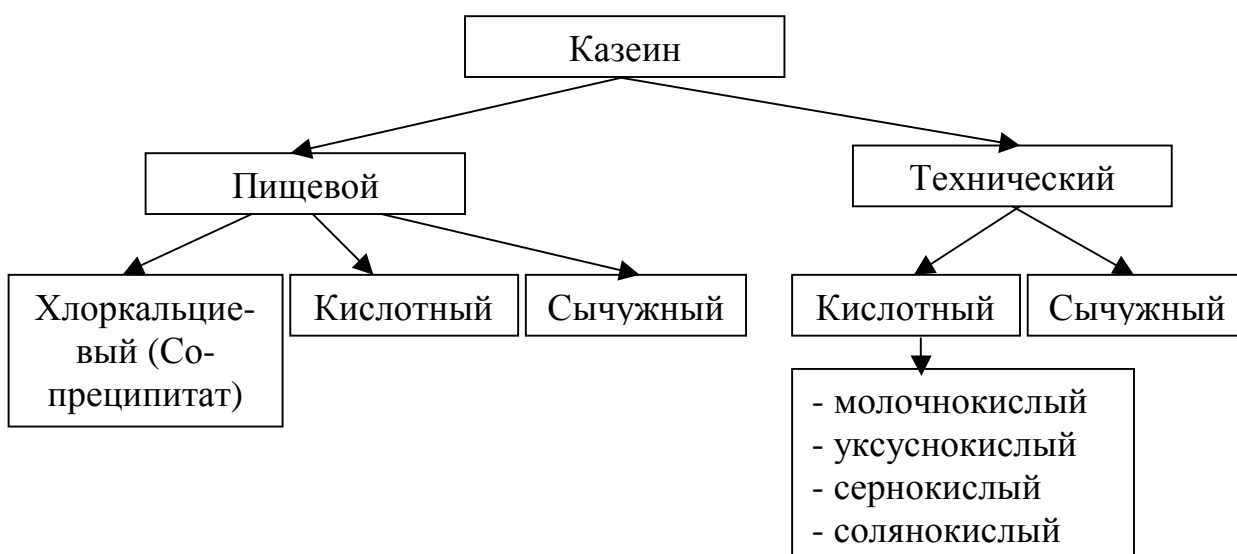 Казеин
Пищевой
Технический
Хлоркальцие-
вый (Со-
преципитат)
Кислотный
Сычужный
Кислотный
Сычужный
- молочнокислый
- уксуснокислый
- сернокислый
- солянокислый